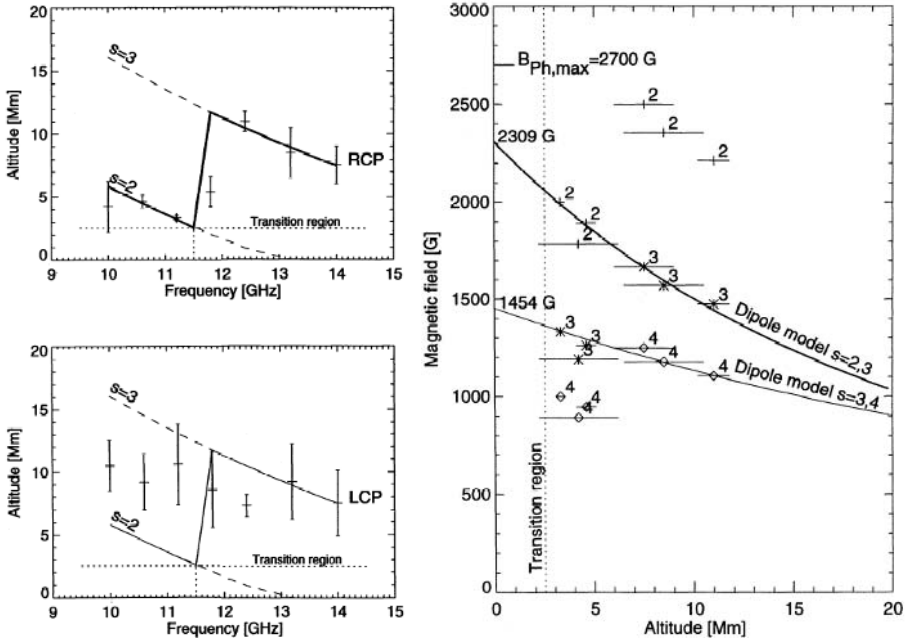 20
15
10
5
0
Altitude [Mm]
s=3
s=2
RCP
Transition region
9 10 11 12 13 14 15
Frequency [GHz]
20
15
10
5
0
Altitude [Mm]
s=3
s=2
LCP
Transition region
9 10 11 12 13 14 15
Frequency [GHz]
3000
2500
2000
1500
1000
500
0
Magnetic field [G]
B Ph,max =2700 G
2309 G
1454 G
2
2
2
2
2
2
3
3
3
3
3
3
4
4
4
4
4
4
Dipole model s=2,3
Dipole model s=3,4
Transition region
0 5 10 15 20
Altitude [Mm]